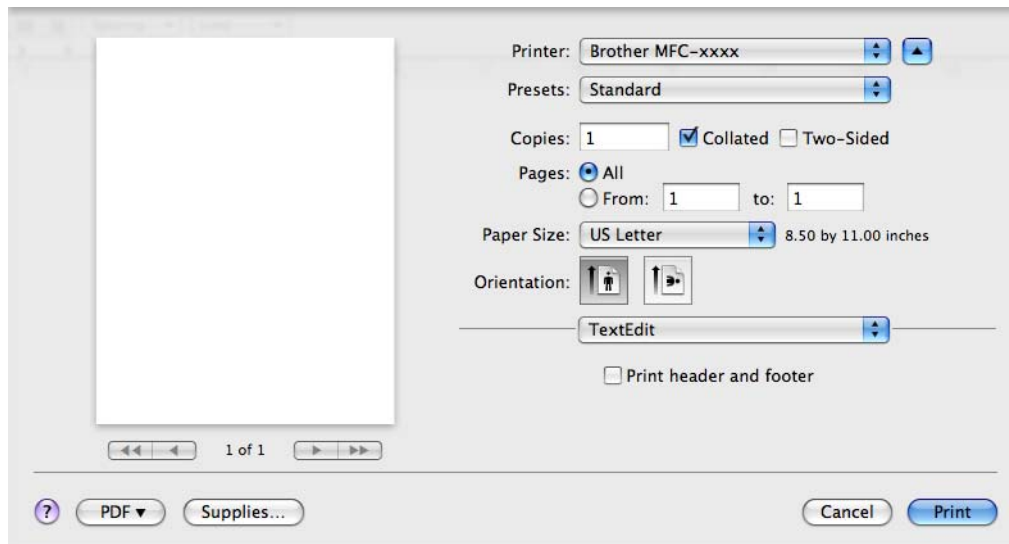 Printer: Brother MFC-xxxx
Presets: Standard
Copies: 1 Collated Two-Sided
Pages: All
From: 1 to: 1
Paper Size: US Letter 8.50 by 11.00 inches
Orientation:
TextEdit
Print header and footer
1 of 1
? PDF Supplies... Cancel Print